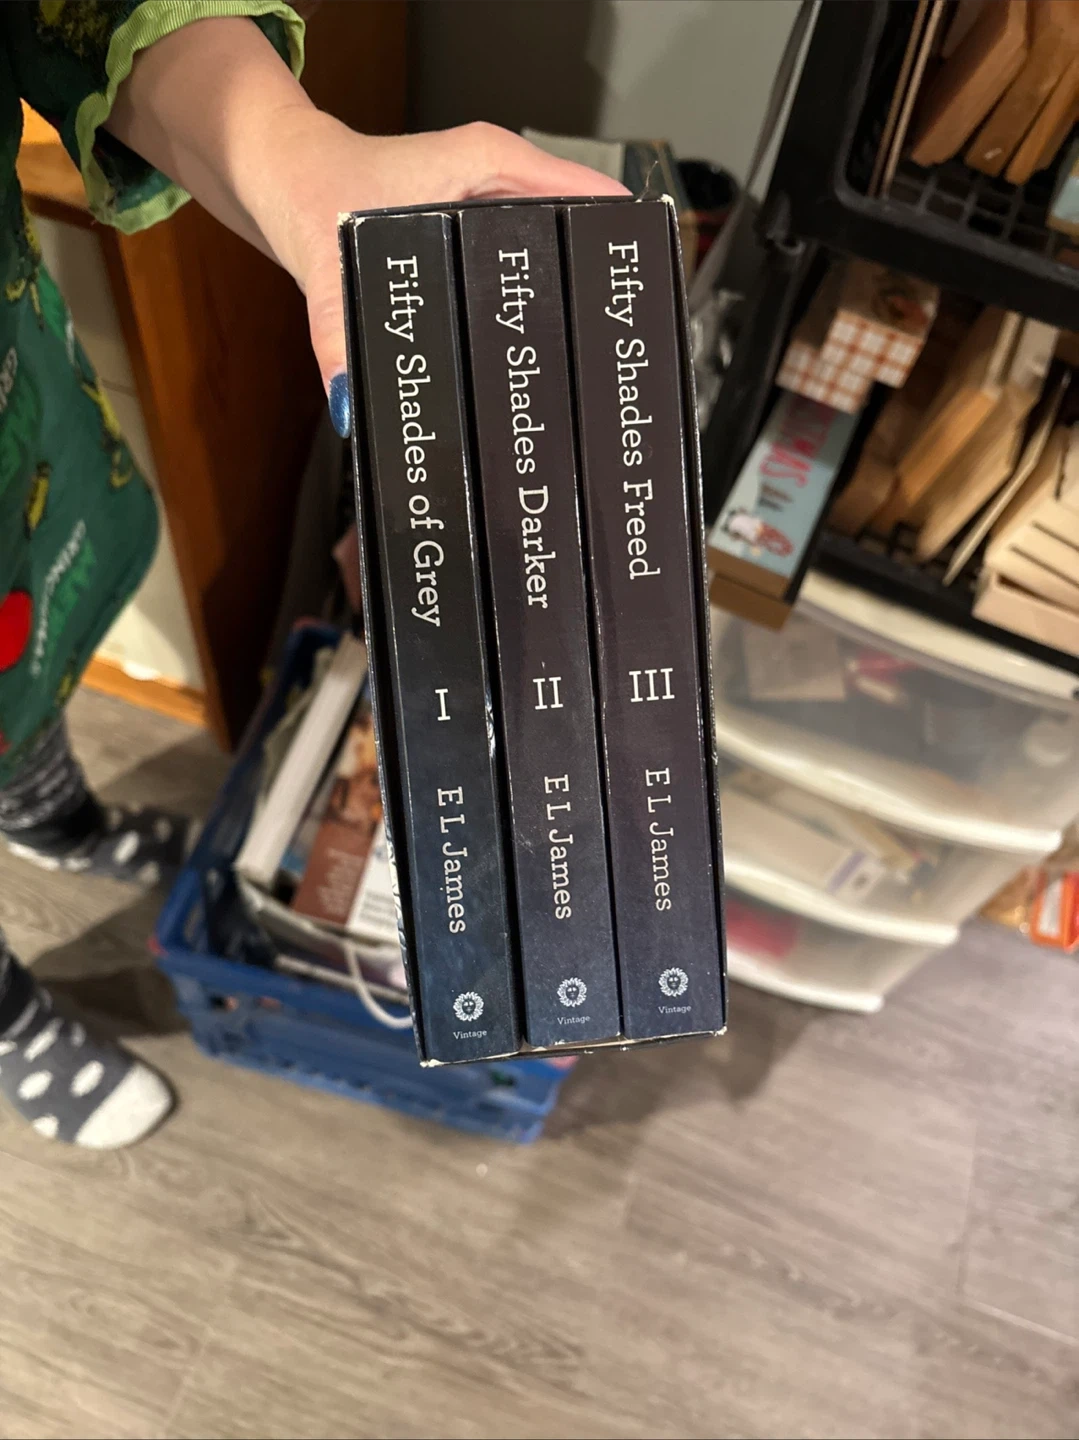 Fifty Shades of Grey
I
E L James
Vintage
Fifty Shades Darker
II
E L James
Vintage
Fifty Shades Freed
III
E L James
Vintage